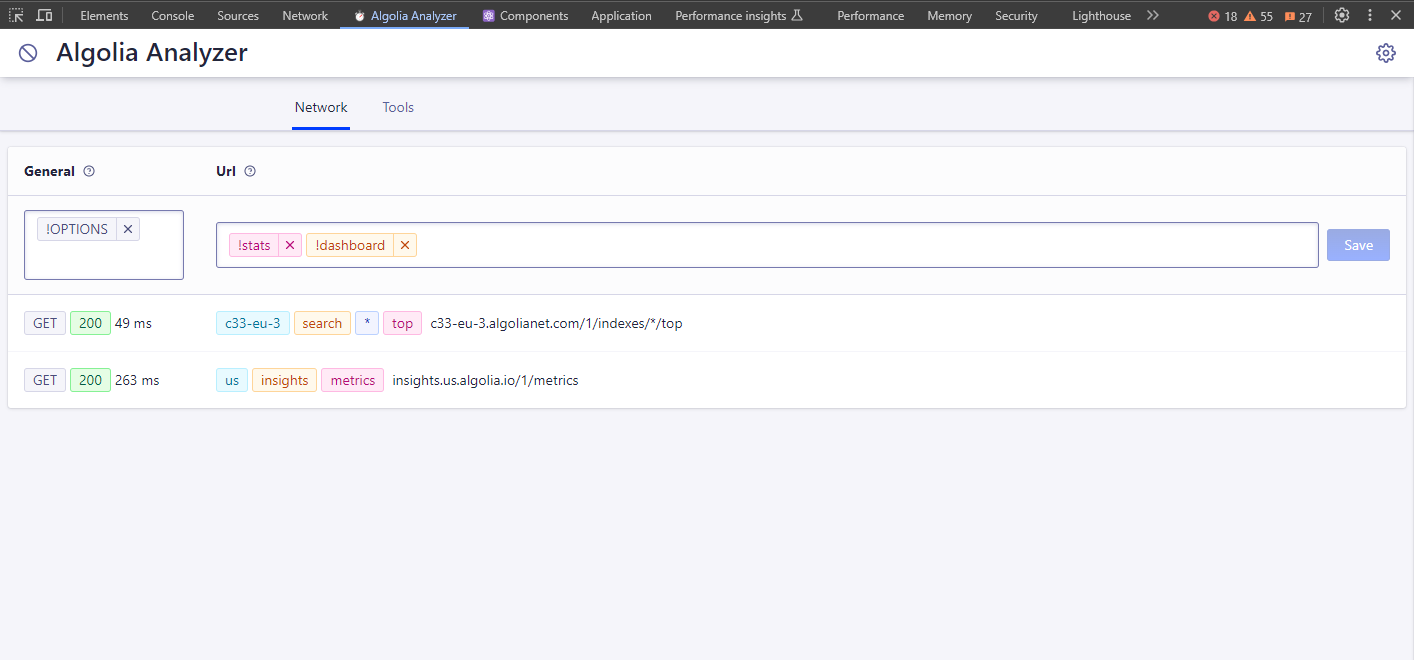 Elements Console Sources Network Algolia Analyzer Components Application Performance insights Performance Memory Security Lighthouse 18 55 27
Algolia Analyzer
Network Tools
General Url
!OPTIONS
!stats !dashboard Save
GET 200 49 ms c33-eu-3 search * top c33-eu-3.algolianet.com/1/indexes/*/top
GET 200 263 ms us insights metrics insights.us.algolia.io/1/metrics